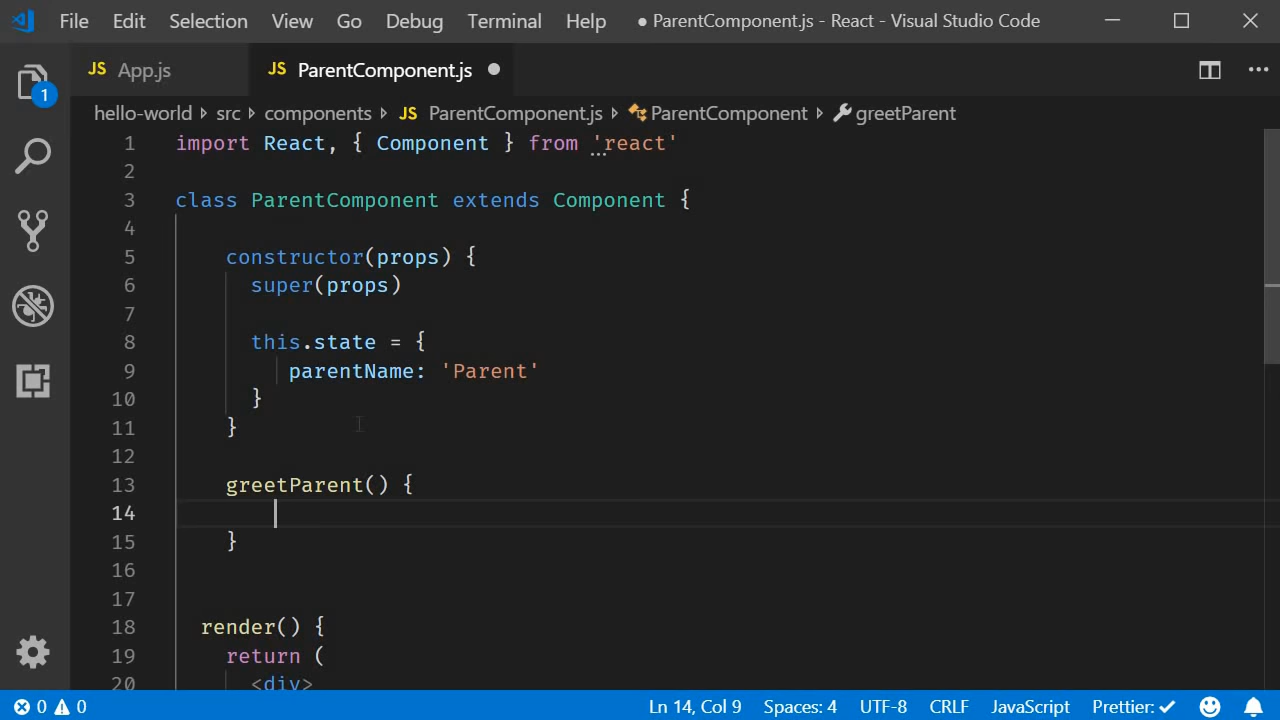 File Edit Selection View Go Debug Terminal Help ● ParentComponent.js - React - Visual Studio Code
JS App.js JS ParentComponent.js ●
hello-world > src > components > JS ParentComponent.js > ParentComponent > greetParent
1
1 import React, { Component } from 'react'
2
3 class ParentComponent extends Component {
4
5 constructor(props) {
6 super(props)
7
8 this.state = {
9 parentName: 'Parent'
10 }
11 }
12
13 greetParent() {
14
15 }
16
17
18 render() {
19 return (
20 <div>
0 0 Ln 14, Col 9 Spaces: 4 UTF-8 CRLF JavaScript Prettier: ✓